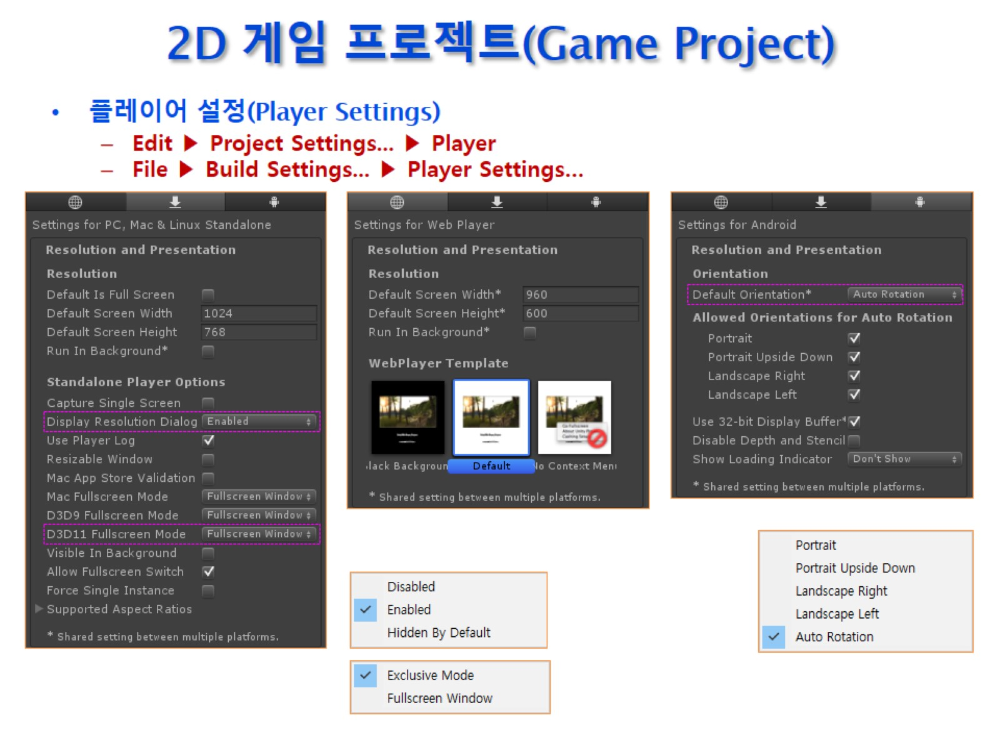 2D 게임 프로젝트(Game Project)
• 플레이어 설정(Player Settings)
– Edit ▶ Project Settings... ▶ Player
– File ▶ Build Settings... ▶ Player Settings...
Settings for PC, Mac & Linux Standalone
Resolution and Presentation
Resolution
Default Is Full Screen
Default Screen Width 1024
Default Screen Height 768
Run In Background*
Standalone Player Options
Capture Single Screen
Display Resolution Dialog Enabled
Use Player Log
Resizable Window
Mac App Store Validation
Mac Fullscreen Mode Fullscreen Window
D3D9 Fullscreen Mode Fullscreen Window
D3D11 Fullscreen Mode Fullscreen Window
Visible In Background
Allow Fullscreen Switch
Force Single Instance
Supported Aspect Ratios
* Shared setting between multiple platforms.
Settings for Web Player
Resolution and Presentation
Resolution
Default Screen Width* 960
Default Screen Height* 600
Run In Background*
WebPlayer Template
Go Fullscreen
lack Backgroun Default No Context Menu
* Shared setting between multiple platforms.
Disabled
Enabled
Hidden By Default
Exclusive Mode
Fullscreen Window
Settings for Android
Resolution and Presentation
Orientation
Default Orientation* Auto Rotation
Allowed Orientations for Auto Rotation
Portrait
Portrait Upside Down
Landscape Right
Landscape Left
Use 32-bit Display Buffer*
Disable Depth and Stencil
Show Loading Indicator Don't Show
* Shared setting between multiple platforms.
Portrait
Portrait Upside Down
Landscape Right
Landscape Left
Auto Rotation